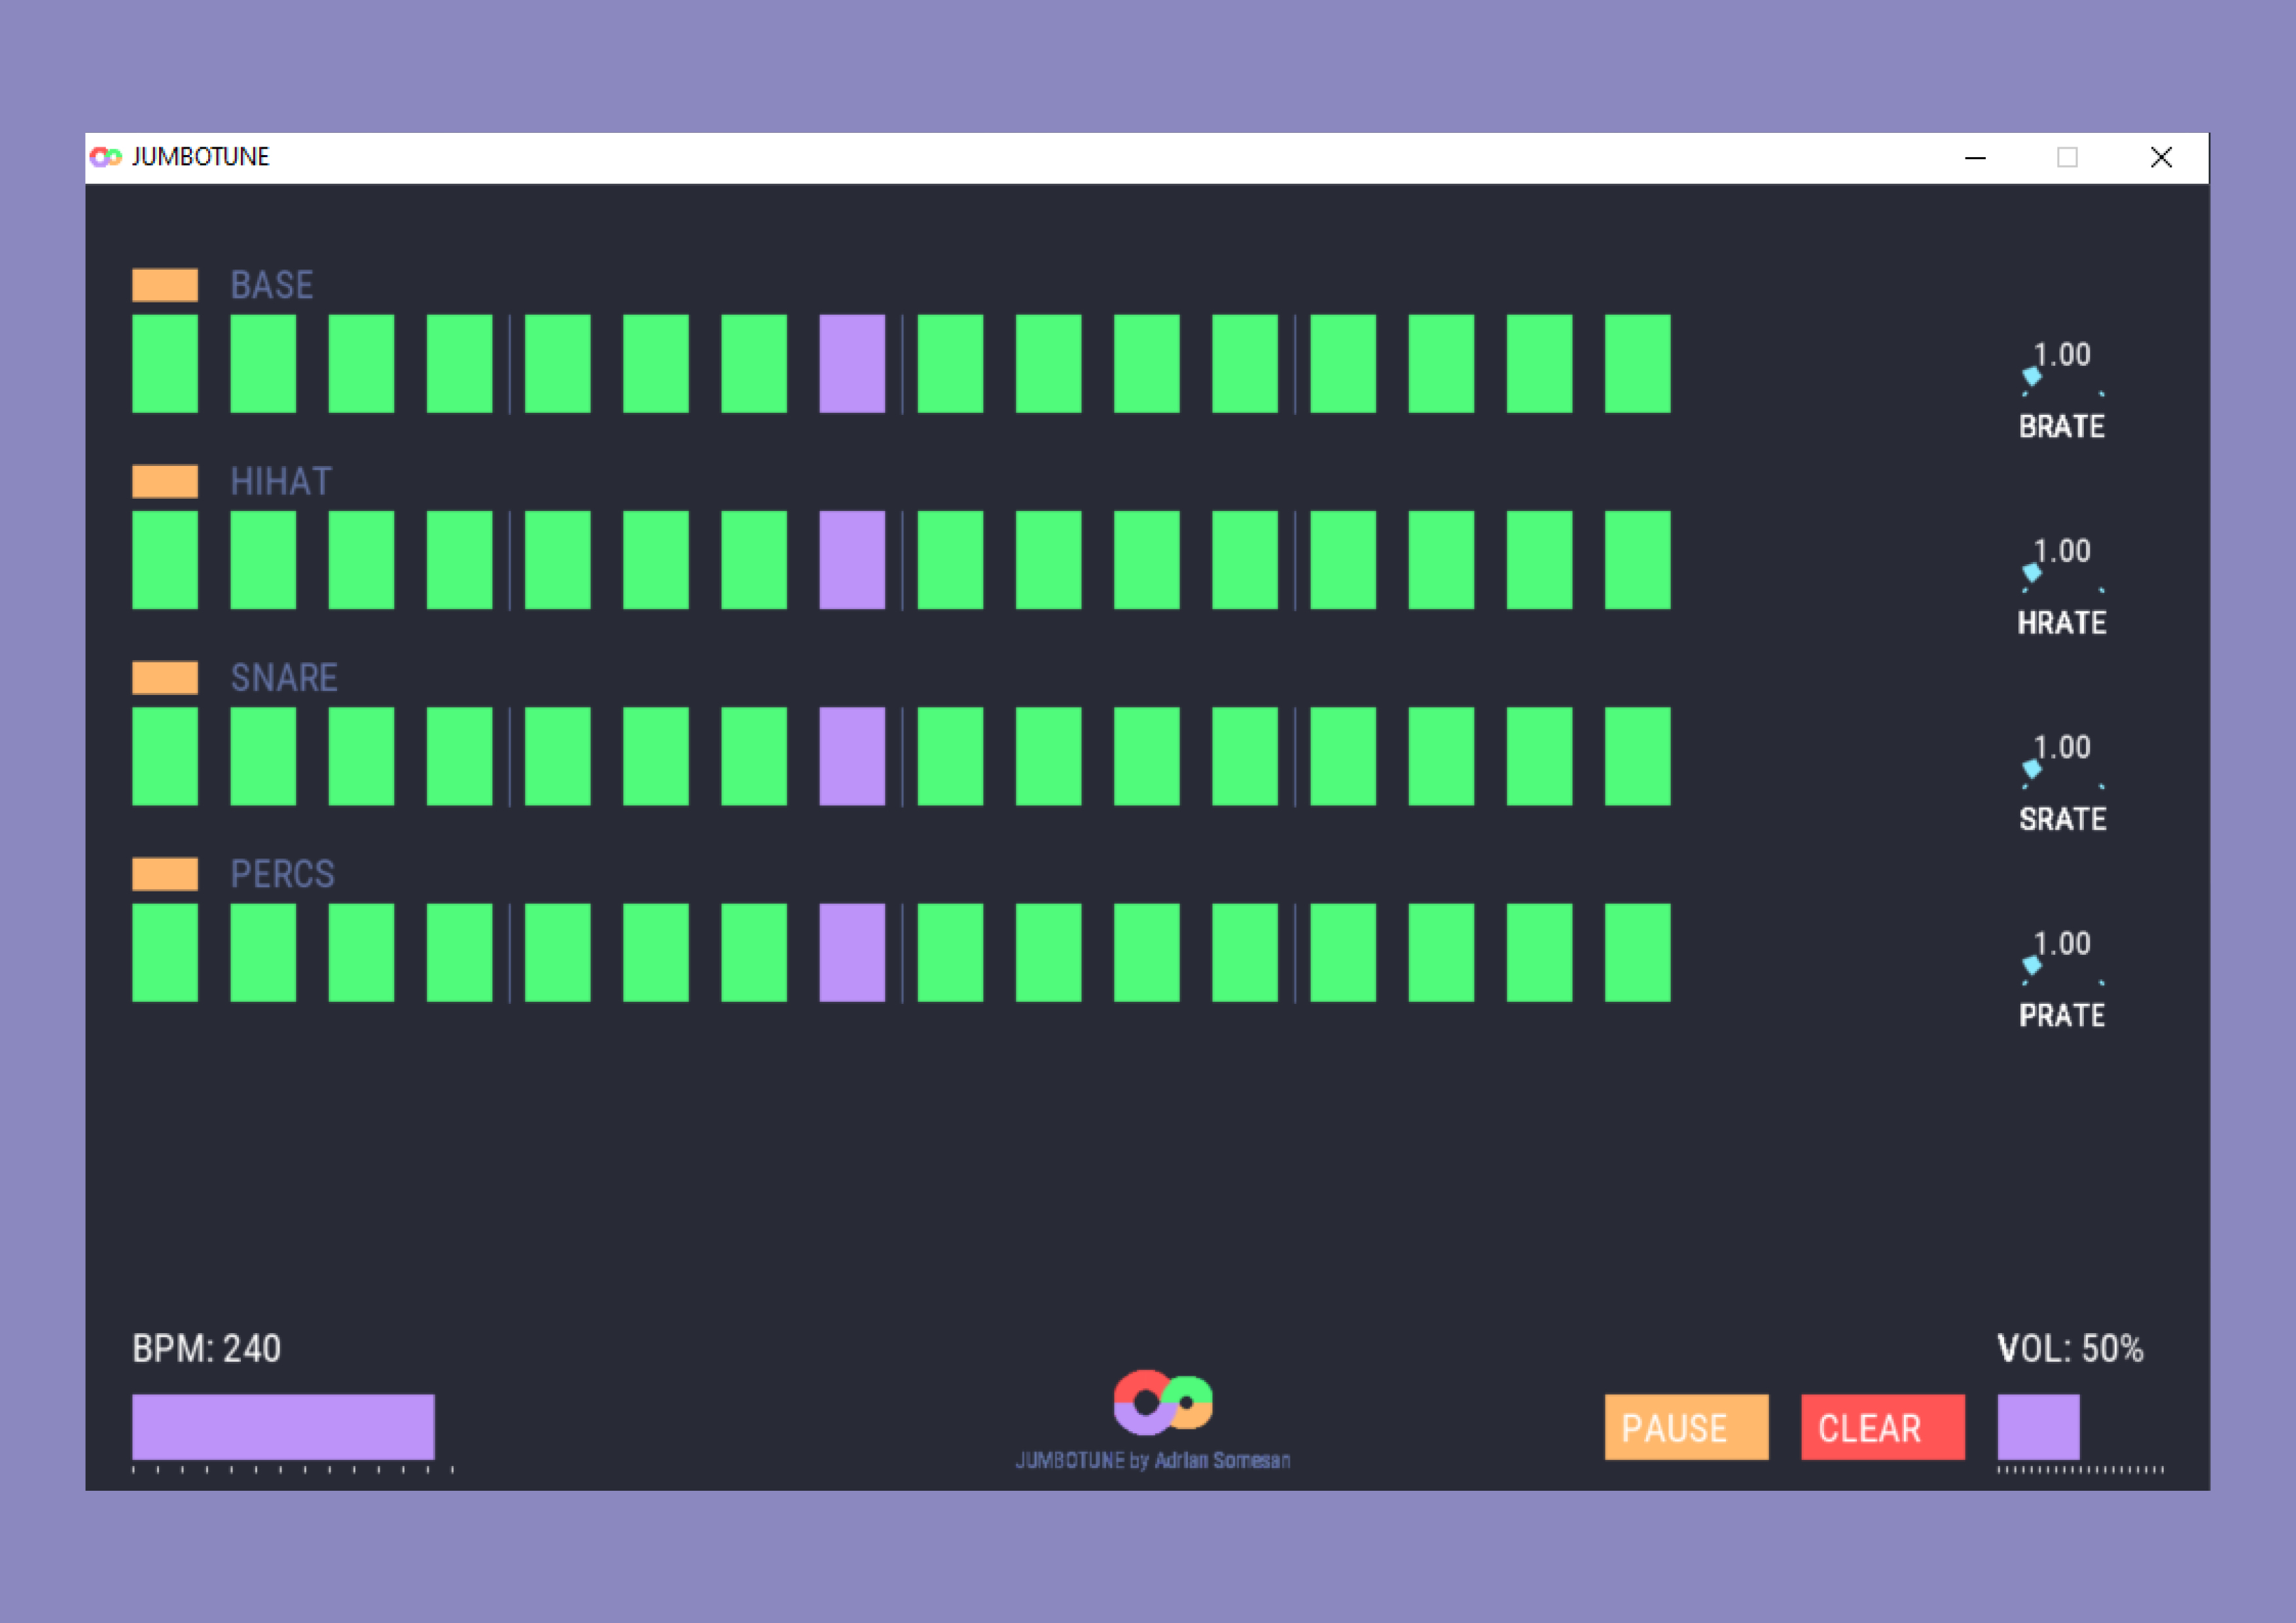 JUMBOTUNE
BASE
1.00
BRATE
HIHAT
1.00
HRATE
SNARE
1.00
SRATE
PERCS
1.00
PRATE
BPM: 240
VOL: 50%
PAUSE
CLEAR
JUMBOTUNE by Adrian Somesan